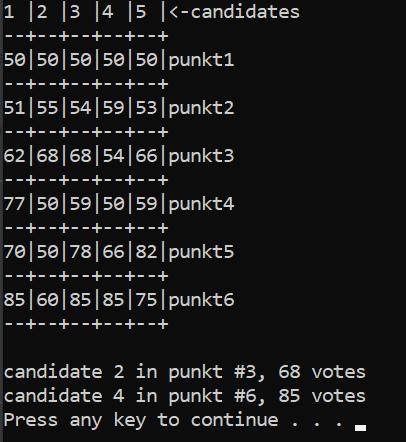 1 |2 |3 |4 |5 |<-candidates
--+--+--+--+--+
50|50|50|50|50|punkt1
--+--+--+--+--+
51|55|54|59|53|punkt2
--+--+--+--+--+
62|68|68|54|66|punkt3
--+--+--+--+--+
77|50|59|50|59|punkt4
--+--+--+--+--+
70|50|78|66|82|punkt5
--+--+--+--+--+
85|60|85|85|75|punkt6
--+--+--+--+--+
candidate 2 in punkt #3, 68 votes
candidate 4 in punkt #6, 85 votes
Press any key to continue . . .